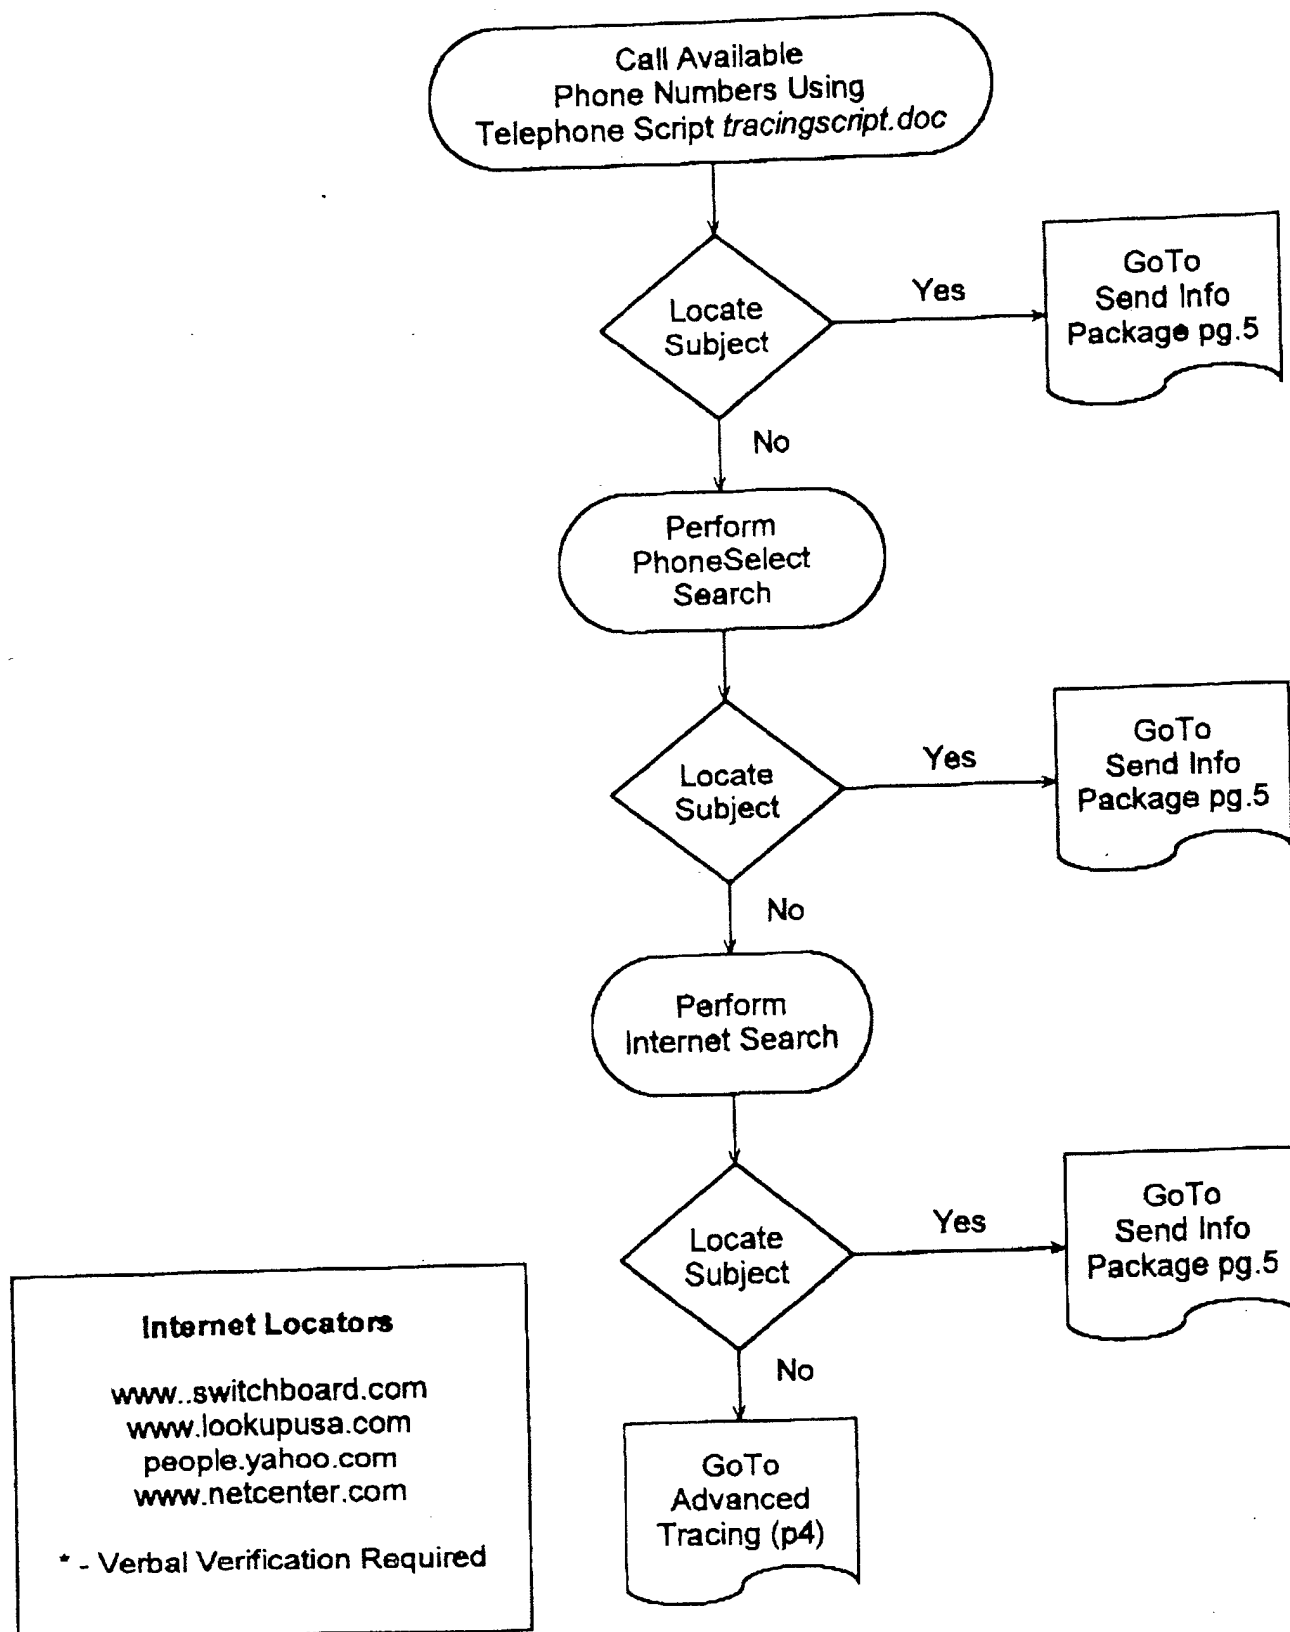 Call Available
Phone Numbers Using
Telephone Script tracingscript.doc
Locate
Subject
Yes
GoTo
Send Info
Package pg.5
No
Perform
PhoneSelect
Search
Locate
Subject
Yes
GoTo
Send Info
Package pg.5
No
Perform
Internet Search
Locate
Subject
Yes
GoTo
Send Info
Package pg.5
No
GoTo
Advanced
Tracing (p4)
Internet Locators
www..switchboard.com
www.lookupusa.com
people.yahoo.com
www.netcenter.com
* - Verbal Verification Required